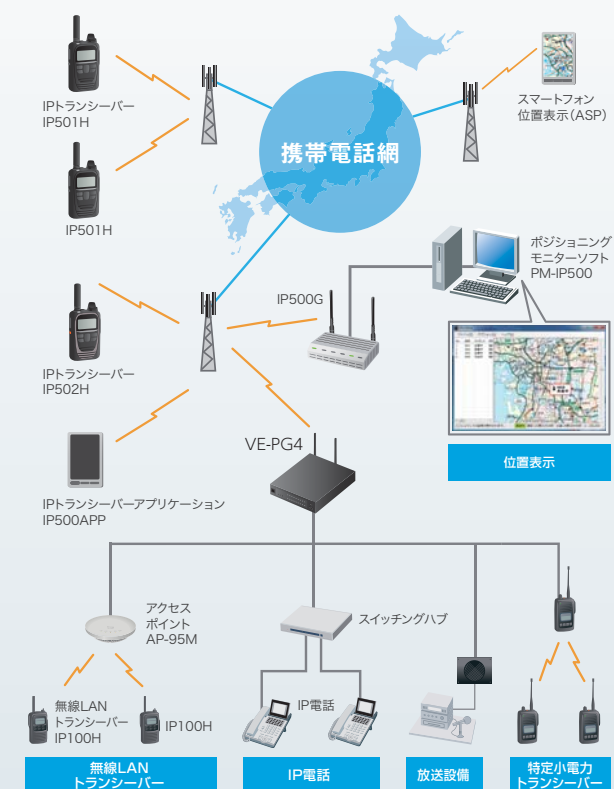 IPトランシーバー
IP501H
携帯電話網
スマートフォン
位置表示（ASP）
IP501H
ポジショニング
モニターソフト
PM-IP500
IP500G
IPトランシーバー
IP502H
位置表示
VE-PG4
IPトランシーバーアプリケーション
IP500APP
アクセス
ポイント
AP-95M
スイッチングハブ
無線LAN
トランシーバー
IP100H
IP100H
IP電話
無線LAN
トランシーバー
IP電話
放送設備
特定小電力
トランシーバー